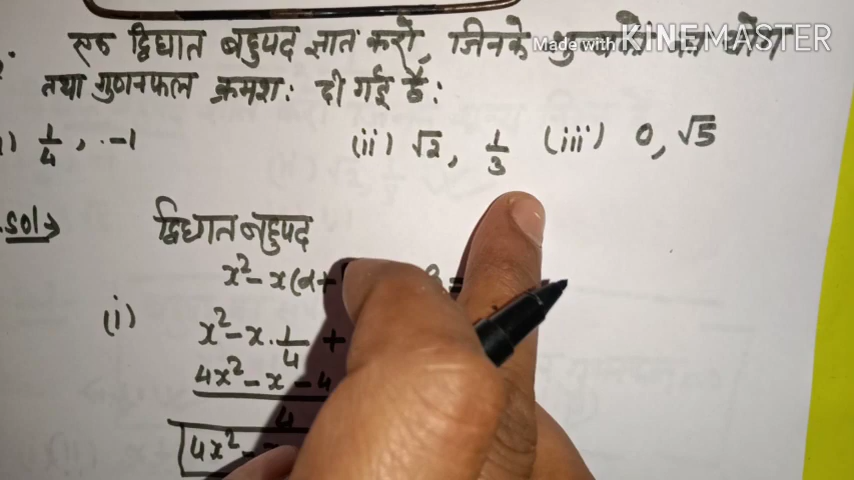 एक द्विघात बहुपद ज्ञात करो, जिनके शून्यकों का योग
Made with KINEMASTER
तथा गुणनफल क्रमशः दी गई है:
) 1/4, -1 (ii) √2, 1/3 (iii) 0, √5
Sol→ द्विघात बहुपद
x² - x(α+
(i) x² - x · 1/4 +
4x² - x - 4
4
4x² -